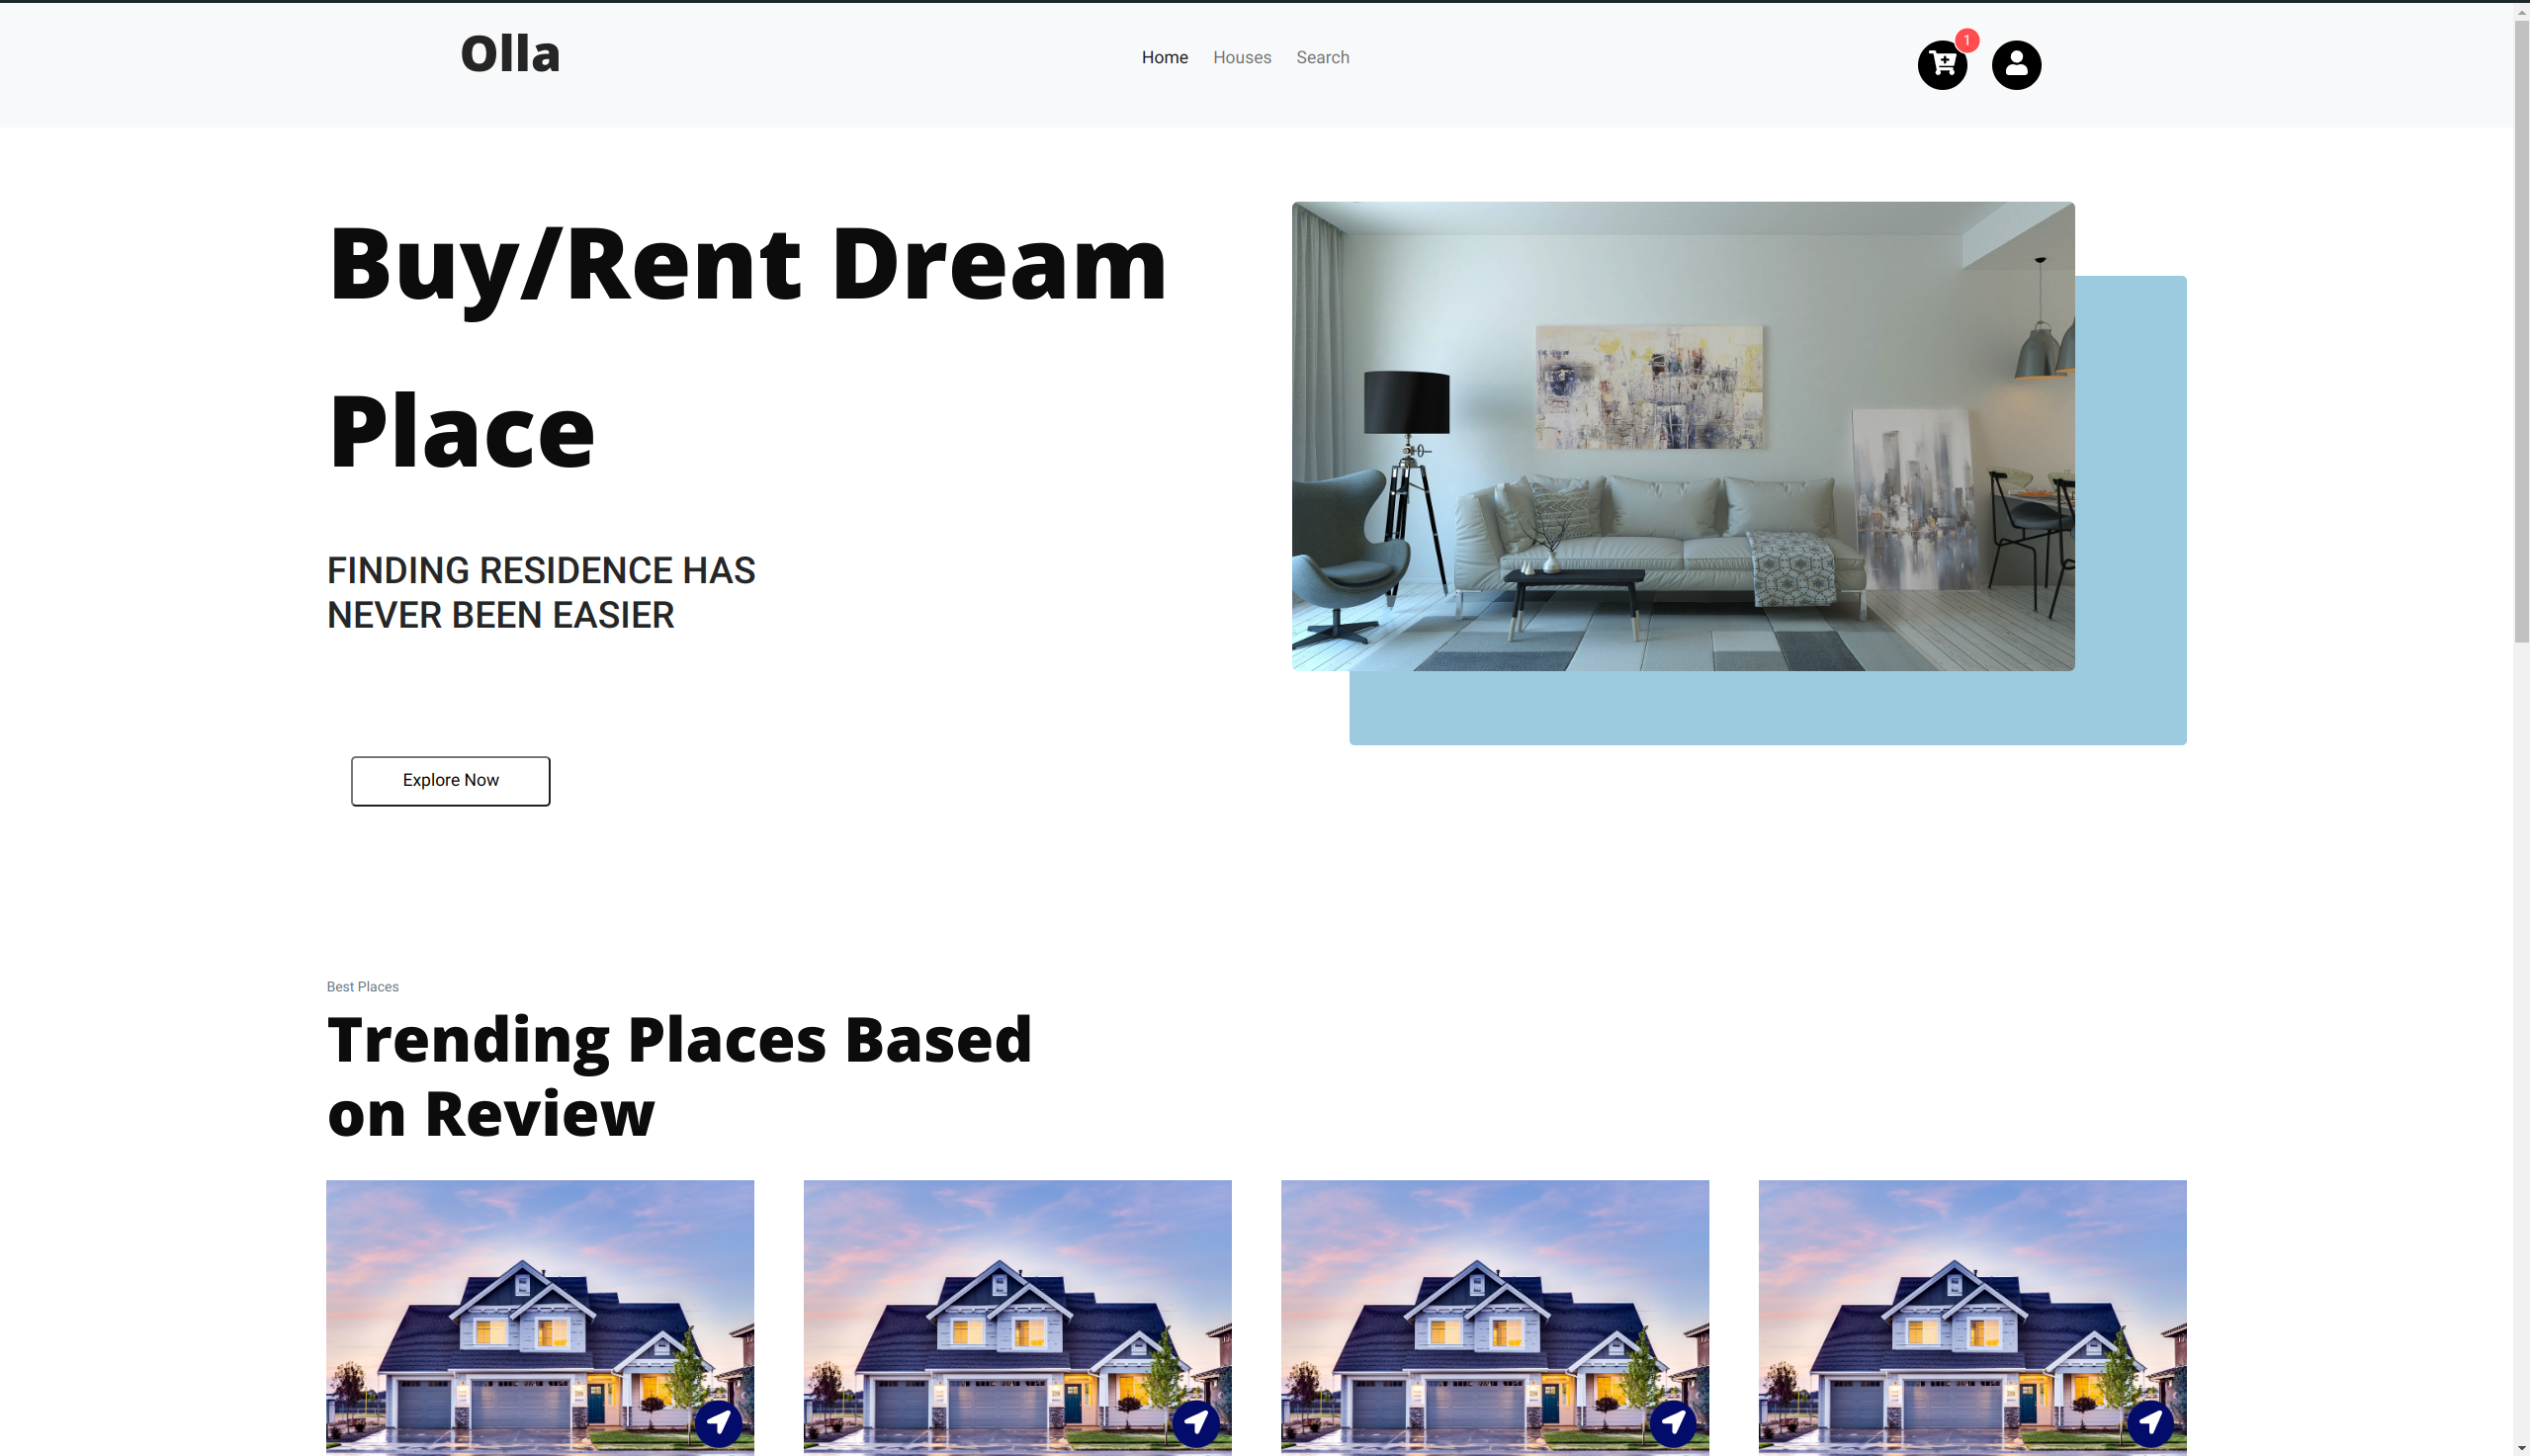 Olla
Home Houses Search
1
Buy/Rent Dream
Place
FINDING RESIDENCE HAS
NEVER BEEN EASIER
Explore Now
Best Places
Trending Places Based
on Review